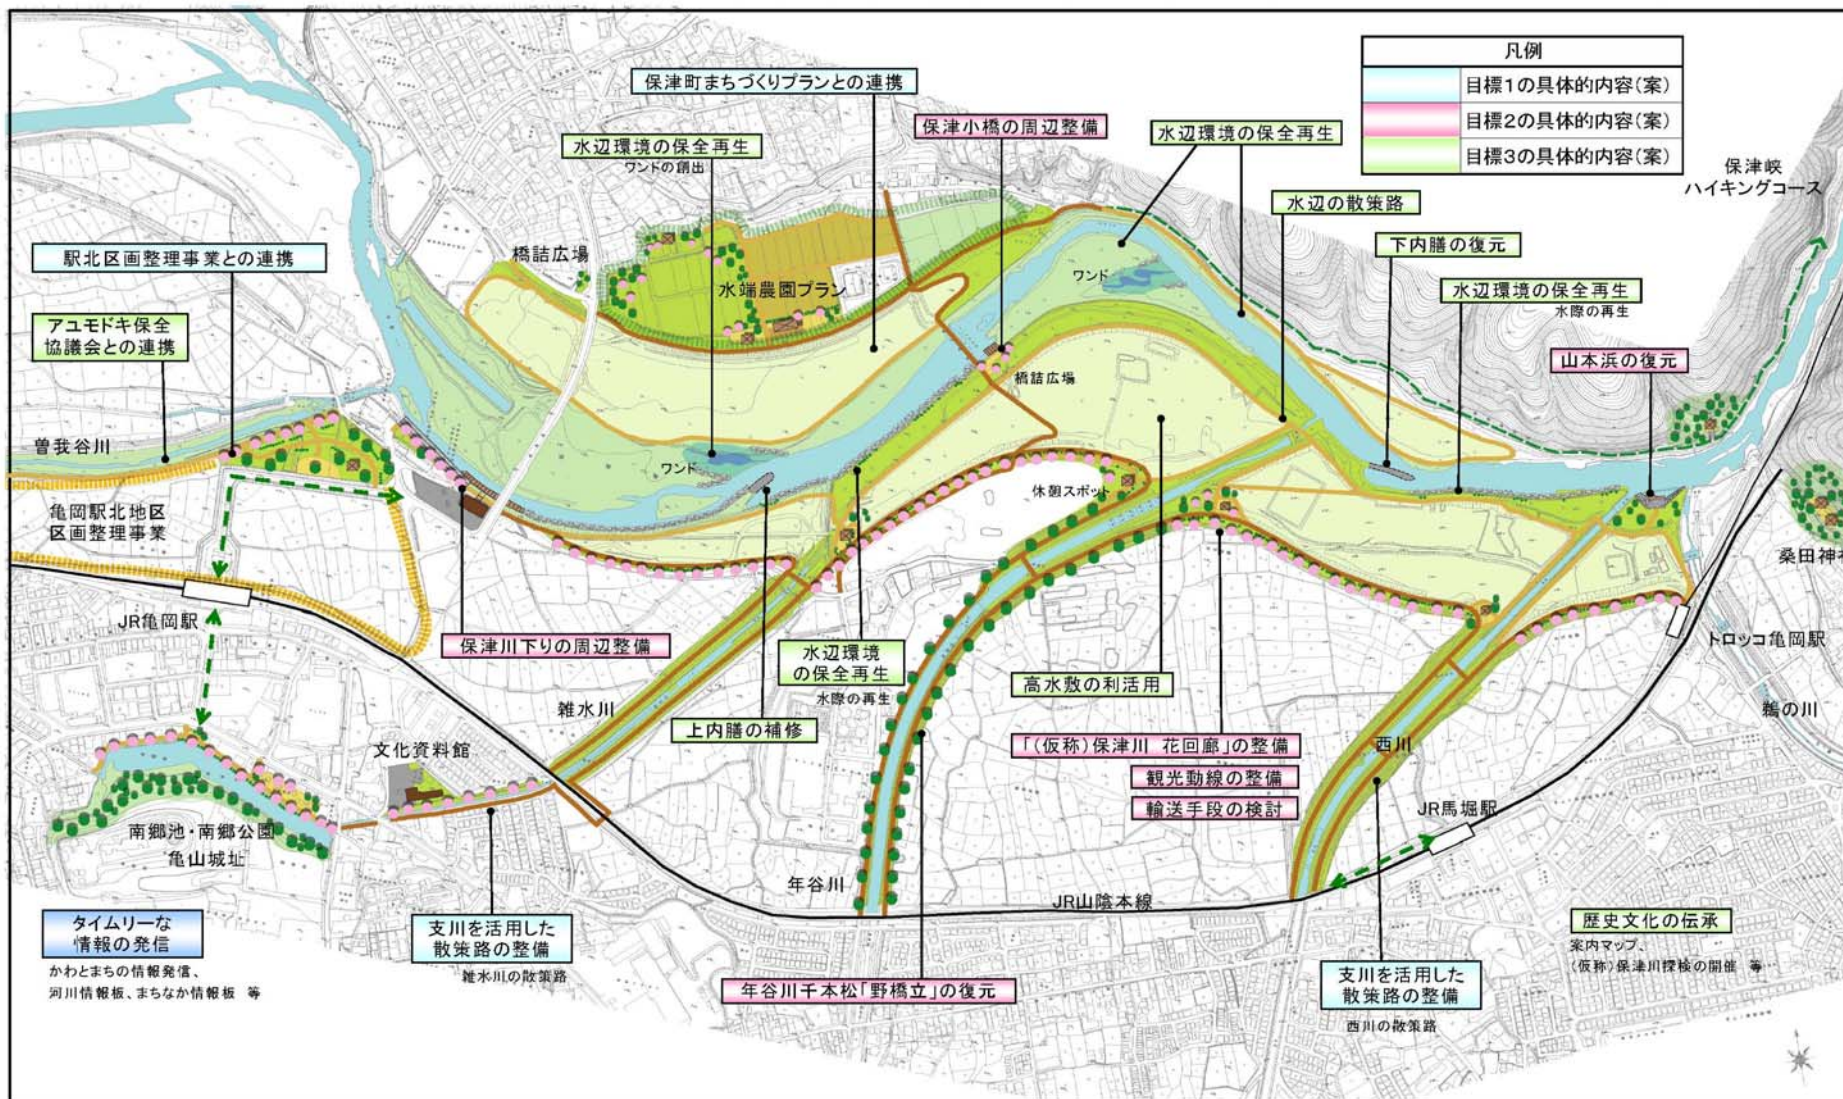 凡例
目標1の具体的内容(案)
目標2の具体的内容(案)
目標3の具体的内容(案)
保津町まちづくりプランとの連携
保津小橋の周辺整備
水辺環境の保全再生
水辺環境の保全再生
ワンドの創出
保津峡
ハイキングコース
水辺の散策路
下内膳の復元
駅北区画整理事業との連携
橋詰広場
ワンド
水端農園プラン
水辺環境の保全再生
水際の再生
アユモドキ保全
協議会との連携
山本浜の復元
橋詰広場
曽我谷川
ワンド
休憩スポット
亀岡駅北地区
区画整理事業
桑田神社
JR亀岡駅
保津川下りの周辺整備
水辺環境
の保全再生
水際の再生
トロッコ亀岡駅
高水敷の利活用
雑水川
上内膳の補修
鵜の川
「(仮称)保津川 花回廊」の整備
西川
文化資料館
観光動線の整備
輸送手段の検討
JR馬堀駅
南郷池・南郷公園
亀山城址
年谷川
JR山陰本線
タイムリーな
情報の発信
かわとまちの情報発信、
河川情報板、まちなか情報板 等
支川を活用した
散策路の整備
雑水川の散策路
歴史文化の伝承
案内マップ、
(仮称)保津川探検の開催 等
年谷川千本松「野橋立」の復元
支川を活用した
散策路の整備
西川の散策路